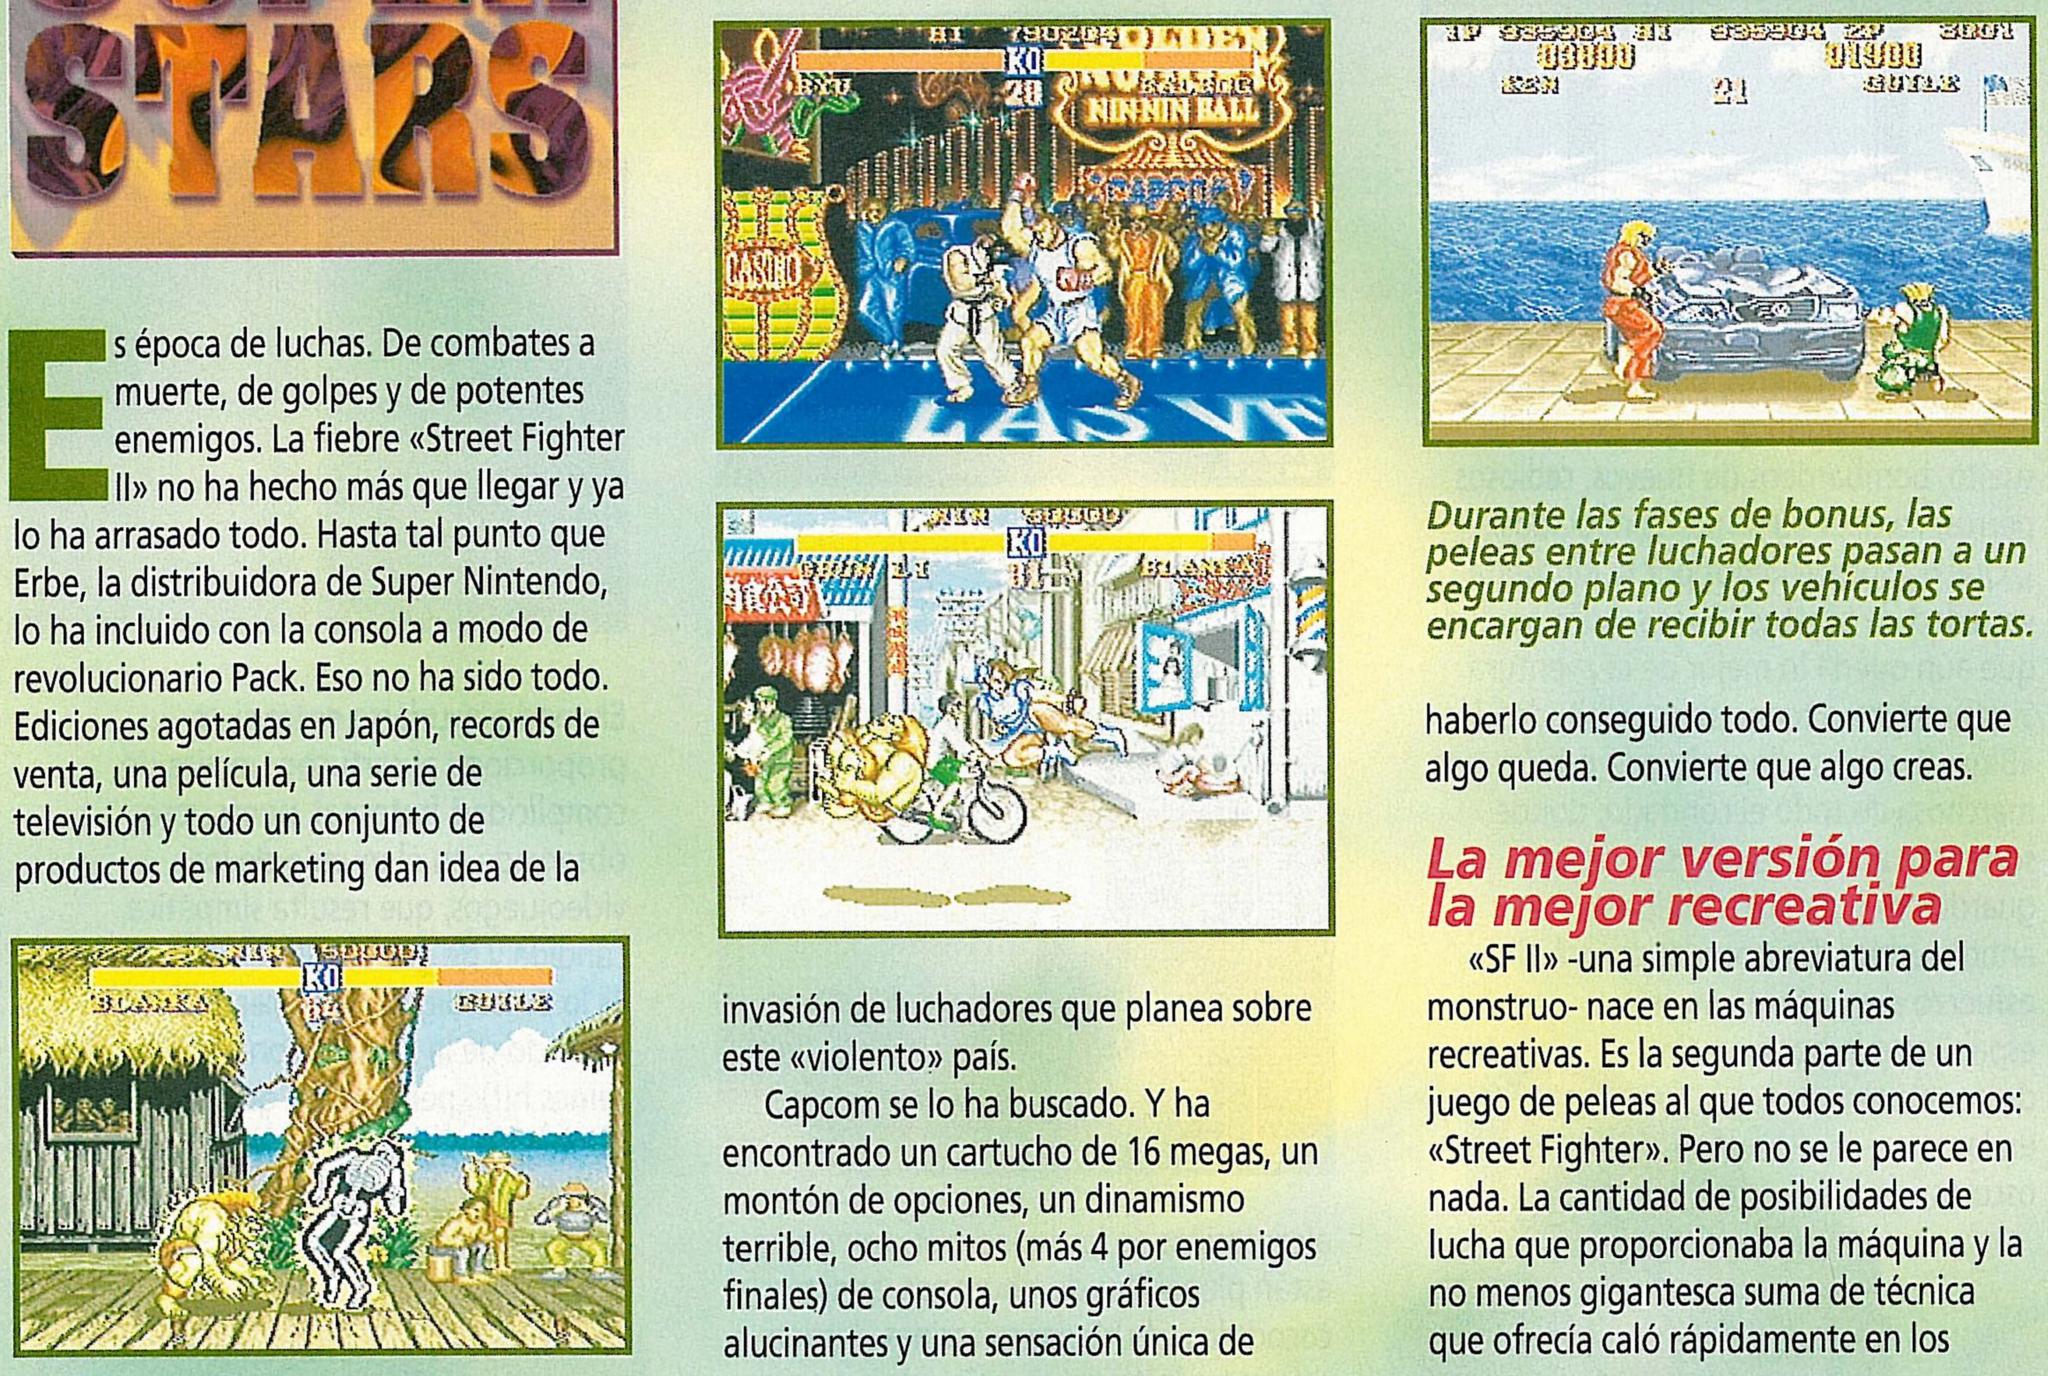 STARS
Es época de luchas. De combates a
muerte, de golpes y de potentes
enemigos. La fiebre «Street Fighter
II» no ha hecho más que llegar y ya
lo ha arrasado todo. Hasta tal punto que
Erbe, la distribuidora de Super Nintendo,
lo ha incluido con la consola a modo de
revolucionario Pack. Eso no ha sido todo.
Ediciones agotadas en Japón, records de
venta, una película, una serie de
televisión y todo un conjunto de
productos de marketing dan idea de la
KO
BLANKA
GUILE
HI 790204
KO
RYU
BALROG
28
GOLDEN
NIN·NIN BALL
CAPCOM
CASINO
LAS VE
KO
CHUN LI
BLANKA
invasión de luchadores que planea sobre
este «violento» país.
Capcom se lo ha buscado. Y ha
encontrado un cartucho de 16 megas, un
montón de opciones, un dinamismo
terrible, ocho mitos (más 4 por enemigos
finales) de consola, unos gráficos
alucinantes y una sensación única de
1P 995904 HI 995904 2P 8001
03800
01900
KEN
21
GUILE
Durante las fases de bonus, las
peleas entre luchadores pasan a un
segundo plano y los vehículos se
encargan de recibir todas las tortas.
haberlo conseguido todo. Convierte que
algo queda. Convierte que algo creas.
La mejor versión para
la mejor recreativa
«SF II» -una simple abreviatura del
monstruo- nace en las máquinas
recreativas. Es la segunda parte de un
juego de peleas al que todos conocemos:
«Street Fighter». Pero no se le parece en
nada. La cantidad de posibilidades de
lucha que proporcionaba la máquina y la
no menos gigantesca suma de técnica
que ofrecía caló rápidamente en los